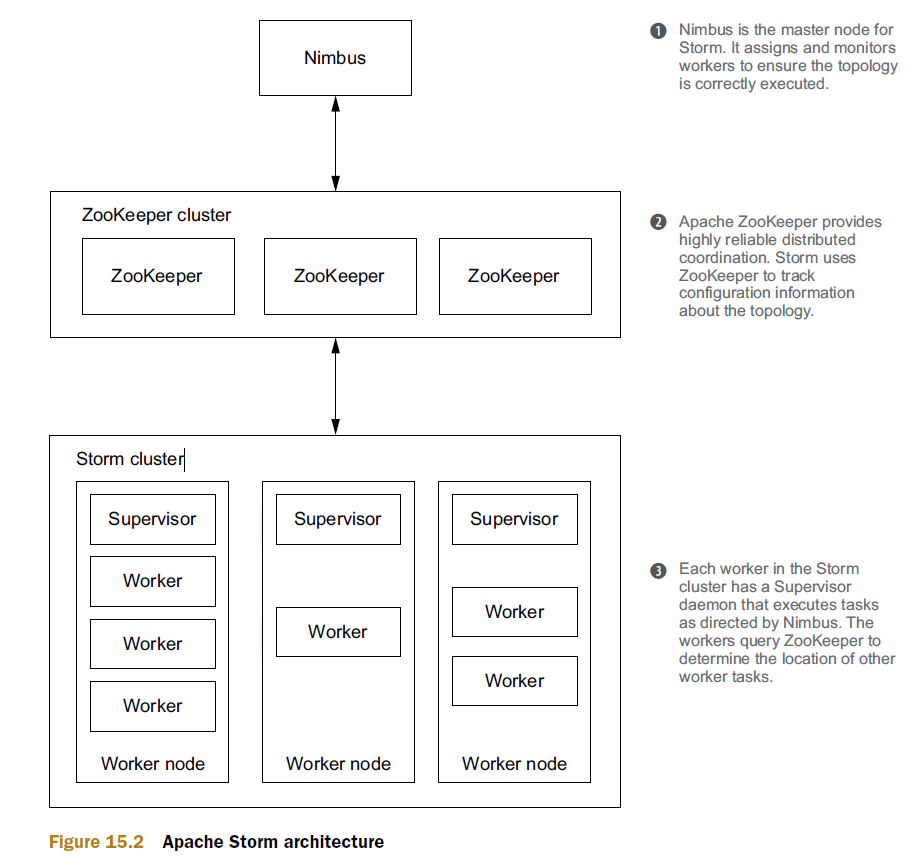 Nimbus
❶ Nimbus is the master node for
Storm. It assigns and monitors
workers to ensure the topology
is correctly executed.
ZooKeeper cluster
ZooKeeper ZooKeeper ZooKeeper
❷ Apache ZooKeeper provides
highly reliable distributed
coordination. Storm uses
ZooKeeper to track
configuration information
about the topology.
Storm cluster
Supervisor
Worker
Worker
Worker
Worker node
Supervisor
Worker
Worker node
Supervisor
Worker
Worker
Worker node
❸ Each worker in the Storm
cluster has a Supervisor
daemon that executes tasks
as directed by Nimbus. The
workers query ZooKeeper to
determine the location of other
worker tasks.
Figure 15.2 Apache Storm architecture